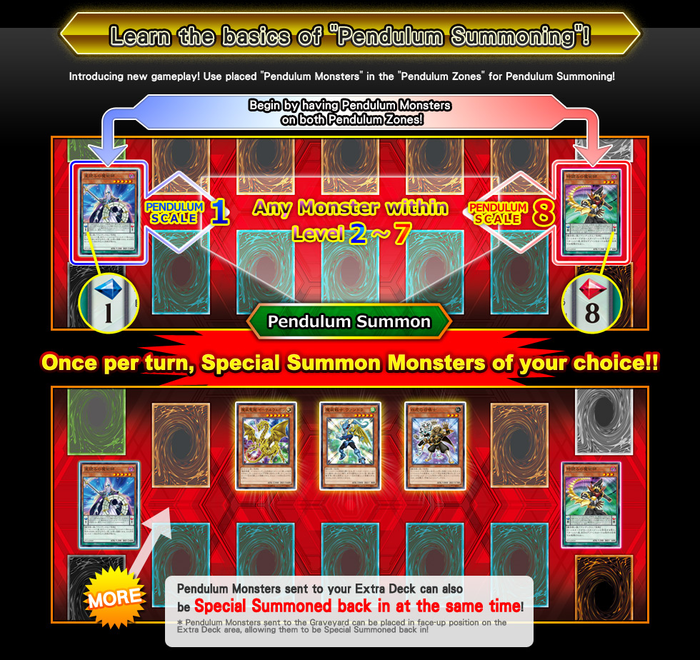 Learn the basics of "Pendulum Summoning"!
Introducing new gameplay! Use placed "Pendulum Monsters" in the "Pendulum Zones" for Pendulum Summoning!
Begin by having Pendulum Monsters
on both Pendulum Zones!
PENDULUM
SCALE 1
Any Monster within
Level 2~7
PENDULUM
SCALE 8
1
8
Pendulum Summon
Once per turn, Special Summon Monsters of your choice!!
MORE
Pendulum Monsters sent to your Extra Deck can also
be Special Summoned back in at the same time!
* Pendulum Monsters sent to the Graveyard can be placed in face-up position on the
Extra Deck area, allowing them to be Special Summoned back in!